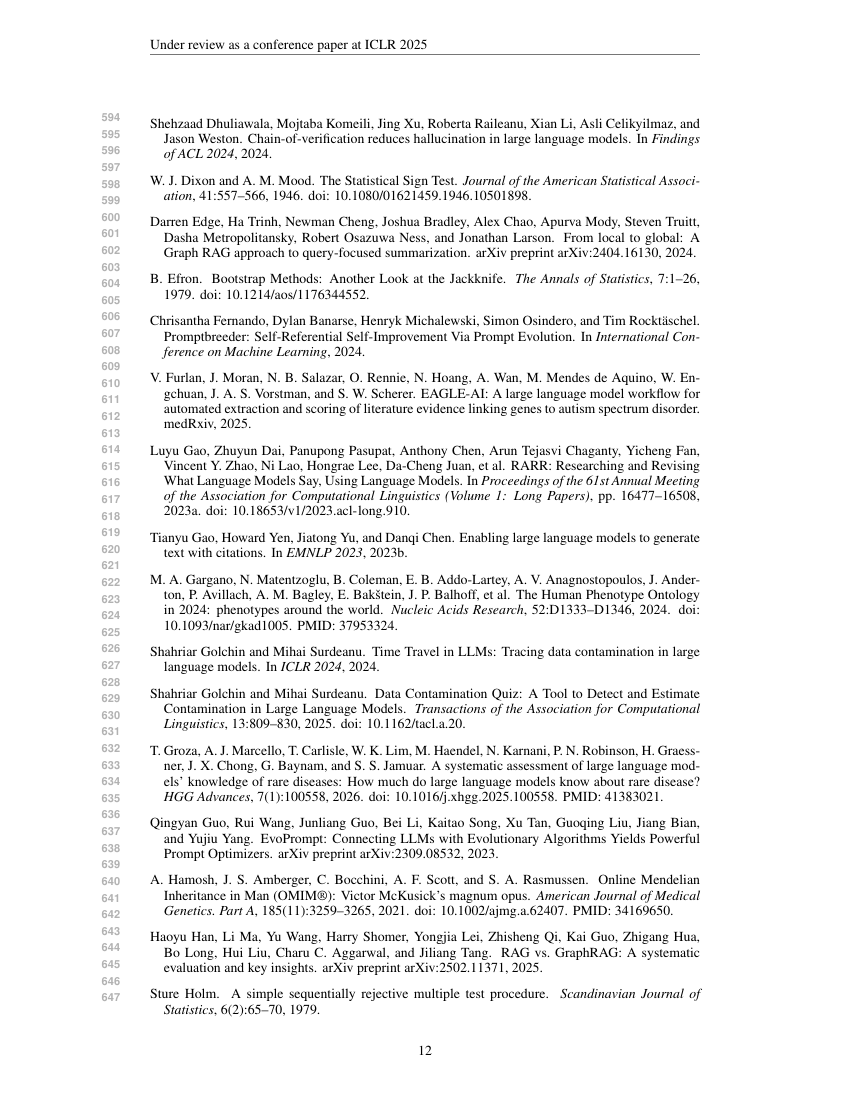 Under review as a conference paper at ICLR 2025
594
595
596
597
598
599
600
601
602
603
604
605
606
607
608
609
610
611
612
613
614
615
616
617
618
619
620
621
622
623
624
625
626
627
628
629
630
631
632
633
634
635
636
637
638
639
640
641
642
643
644
645
646
647
Shehzaad Dhuliawala, Mojtaba Komeili, Jing Xu, Roberta Raileanu, Xian Li, Asli Celikyilmaz, and
Jason Weston. Chain-of-verification reduces hallucination in large language models. In Findings
of ACL 2024, 2024.
W. J. Dixon and A. M. Mood. The Statistical Sign Test. Journal of the American Statistical Associ-
ation, 41:557–566, 1946. doi: 10.1080/01621459.1946.10501898.
Darren Edge, Ha Trinh, Newman Cheng, Joshua Bradley, Alex Chao, Apurva Mody, Steven Truitt,
Dasha Metropolitansky, Robert Osazuwa Ness, and Jonathan Larson. From local to global: A
Graph RAG approach to query-focused summarization. arXiv preprint arXiv:2404.16130, 2024.
B. Efron. Bootstrap Methods: Another Look at the Jackknife. The Annals of Statistics, 7:1–26,
1979. doi: 10.1214/aos/1176344552.
Chrisantha Fernando, Dylan Banarse, Henryk Michalewski, Simon Osindero, and Tim Rocktäschel.
Promptbreeder: Self-Referential Self-Improvement Via Prompt Evolution. In International Con-
ference on Machine Learning, 2024.
V. Furlan, J. Moran, N. B. Salazar, O. Rennie, N. Hoang, A. Wan, M. Mendes de Aquino, W. En-
gchuan, J. A. S. Vorstman, and S. W. Scherer. EAGLE-AI: A large language model workflow for
automated extraction and scoring of literature evidence linking genes to autism spectrum disorder.
medRxiv, 2025.
Luyu Gao, Zhuyun Dai, Panupong Pasupat, Anthony Chen, Arun Tejasvi Chaganty, Yicheng Fan,
Vincent Y. Zhao, Ni Lao, Hongrae Lee, Da-Cheng Juan, et al. RARR: Researching and Revising
What Language Models Say, Using Language Models. In Proceedings of the 61st Annual Meeting
of the Association for Computational Linguistics (Volume 1: Long Papers), pp. 16477–16508,
2023a. doi: 10.18653/v1/2023.acl-long.910.
Tianyu Gao, Howard Yen, Jiatong Yu, and Danqi Chen. Enabling large language models to generate
text with citations. In EMNLP 2023, 2023b.
M. A. Gargano, N. Matentzoglu, B. Coleman, E. B. Addo-Lartey, A. V. Anagnostopoulos, J. Ander-
ton, P. Avillach, A. M. Bagley, E. Bakštein, J. P. Balhoff, et al. The Human Phenotype Ontology
in 2024: phenotypes around the world. Nucleic Acids Research, 52:D1333–D1346, 2024. doi:
10.1093/nar/gkad1005. PMID: 37953324.
Shahriar Golchin and Mihai Surdeanu. Time Travel in LLMs: Tracing data contamination in large
language models. In ICLR 2024, 2024.
Shahriar Golchin and Mihai Surdeanu. Data Contamination Quiz: A Tool to Detect and Estimate
Contamination in Large Language Models. Transactions of the Association for Computational
Linguistics, 13:809–830, 2025. doi: 10.1162/tacl.a.20.
T. Groza, A. J. Marcello, T. Carlisle, W. K. Lim, M. Haendel, N. Karnani, P. N. Robinson, H. Graess-
ner, J. X. Chong, G. Baynam, and S. S. Jamuar. A systematic assessment of large language mod-
els' knowledge of rare diseases: How much do large language models know about rare disease?
HGG Advances, 7(1):100558, 2026. doi: 10.1016/j.xhgg.2025.100558. PMID: 41383021.
Qingyan Guo, Rui Wang, Junliang Guo, Bei Li, Kaitao Song, Xu Tan, Guoqing Liu, Jiang Bian,
and Yujiu Yang. EvoPrompt: Connecting LLMs with Evolutionary Algorithms Yields Powerful
Prompt Optimizers. arXiv preprint arXiv:2309.08532, 2023.
A. Hamosh, J. S. Amberger, C. Bocchini, A. F. Scott, and S. A. Rasmussen. Online Mendelian
Inheritance in Man (OMIM®): Victor McKusick's magnum opus. American Journal of Medical
Genetics. Part A, 185(11):3259–3265, 2021. doi: 10.1002/ajmg.a.62407. PMID: 34169650.
Haoyu Han, Li Ma, Yu Wang, Harry Shomer, Yongjia Lei, Zhisheng Qi, Kai Guo, Zhigang Hua,
Bo Long, Hui Liu, Charu C. Aggarwal, and Jiliang Tang. RAG vs. GraphRAG: A systematic
evaluation and key insights. arXiv preprint arXiv:2502.11371, 2025.
Sture Holm. A simple sequentially rejective multiple test procedure. Scandinavian Journal of
Statistics, 6(2):65–70, 1979.
12